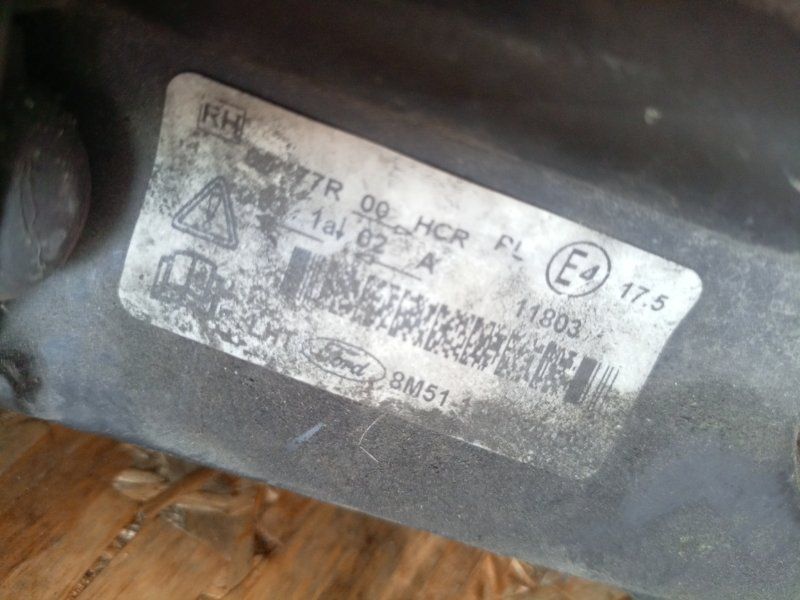 RH
77R 00 HCR PL E4 17.5
1a 02 A 11803
LHT Ford 8M51